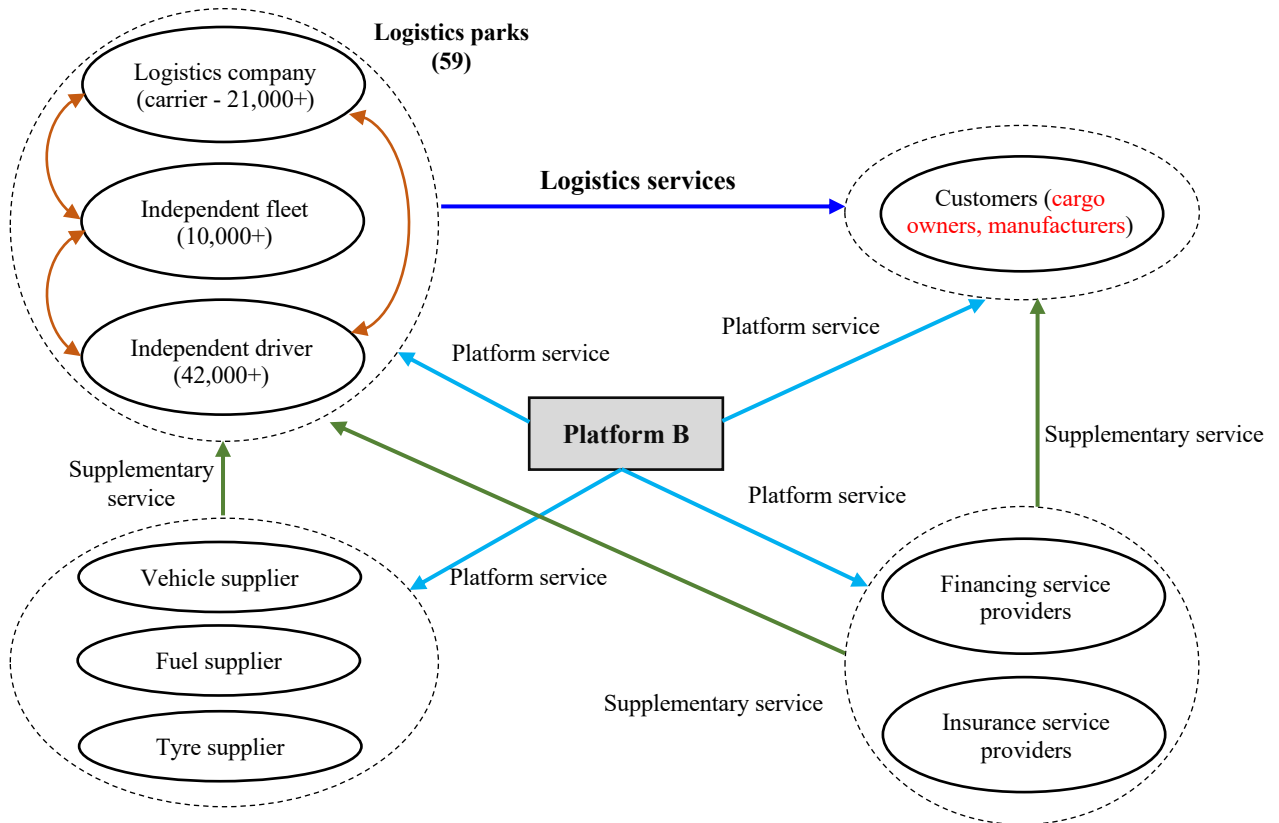 Logistics parks
(59)
Logistics company
(carrier - 21,000+)
Independent fleet
(10,000+)
Independent driver
(42,000+)
Logistics services
Customers (cargo
owners, manufacturers)
Platform service
Platform service
Platform B
Supplementary
service
Supplementary service
Platform service
Platform service
Vehicle supplier
Fuel supplier
Tyre supplier
Supplementary service
Financing service
providers
Insurance service
providers